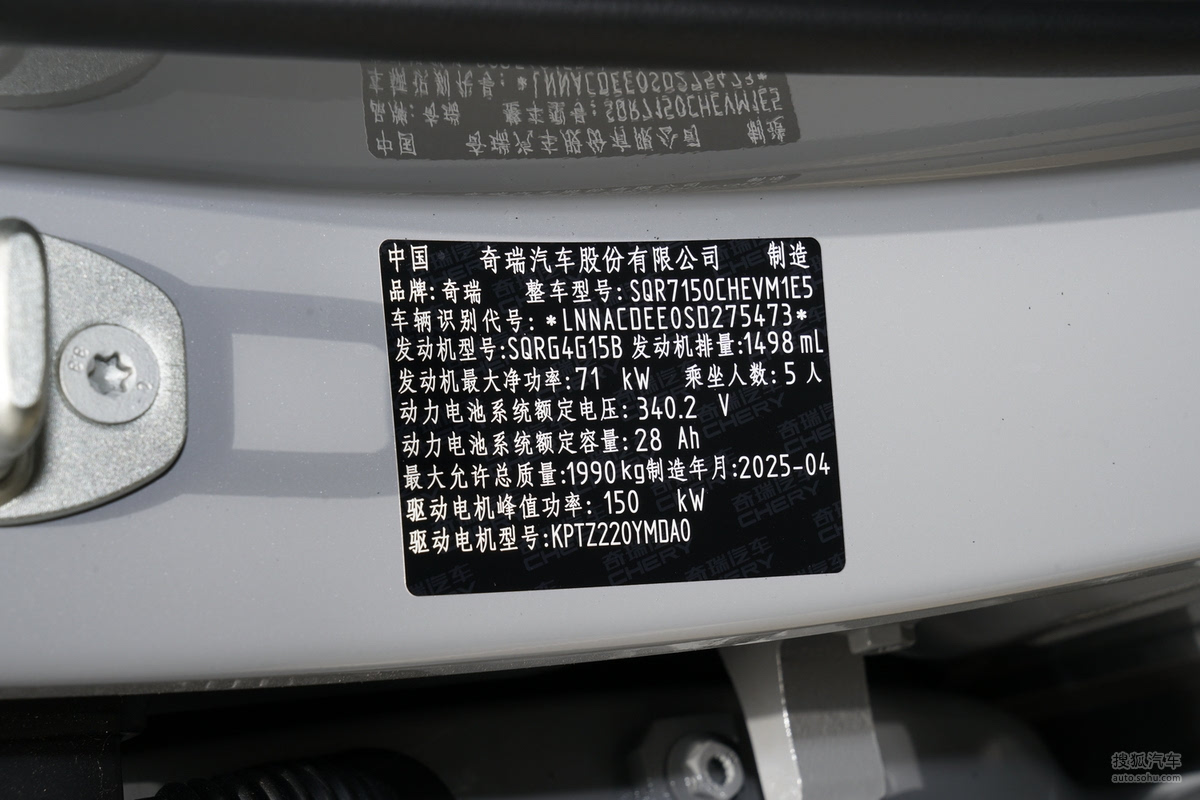 中国 奇瑞汽车股份有限公司 制造
品牌:奇瑞 整车型号:SQR7150CHEVM1E5
车辆识别代号:*LNNACDEE0SD275473*
发动机型号:SQRG4G15B 发动机排量:1498mL
发动机最大净功率:71 kW 乘坐人数:5人
动力电池系统额定电压:340.2 V
动力电池系统额定容量:28 Ah
最大允许总质量:1990kg制造年月:2025-04
驱动电机峰值功率:150 kW
驱动电机型号:KPTZ220YMDA0
搜狐汽车
auto.sohu.com